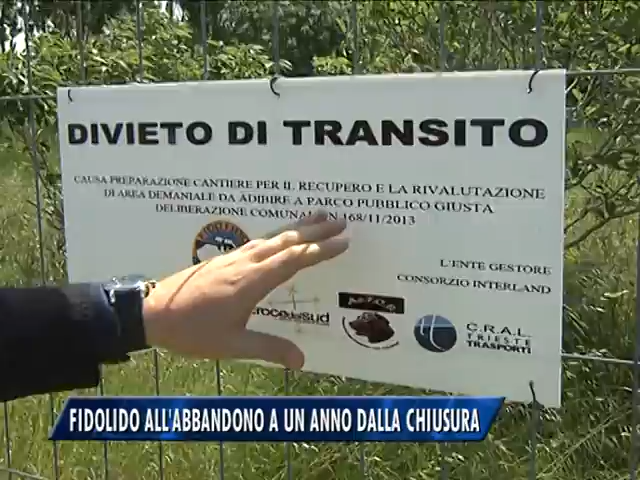 DIVIETO DI TRANSITO
CAUSA PREPARAZIONE CANTIERE PER IL RECUPERO E LA RIVALUTAZIONE
DI AREA DEMANIALE DA ADIBIRE A PARCO PUBBLICO GIUSTA
DELIBERAZIONE COMUNALE N 168/11/2013
L'ENTE GESTORE
CONSORZIO INTERLAND
crocedelsud
C.R.A.L.
TRIESTE
TRASPORTI
FIDOLIDO ALL'ABBANDONO A UN ANNO DALLA CHIUSURA